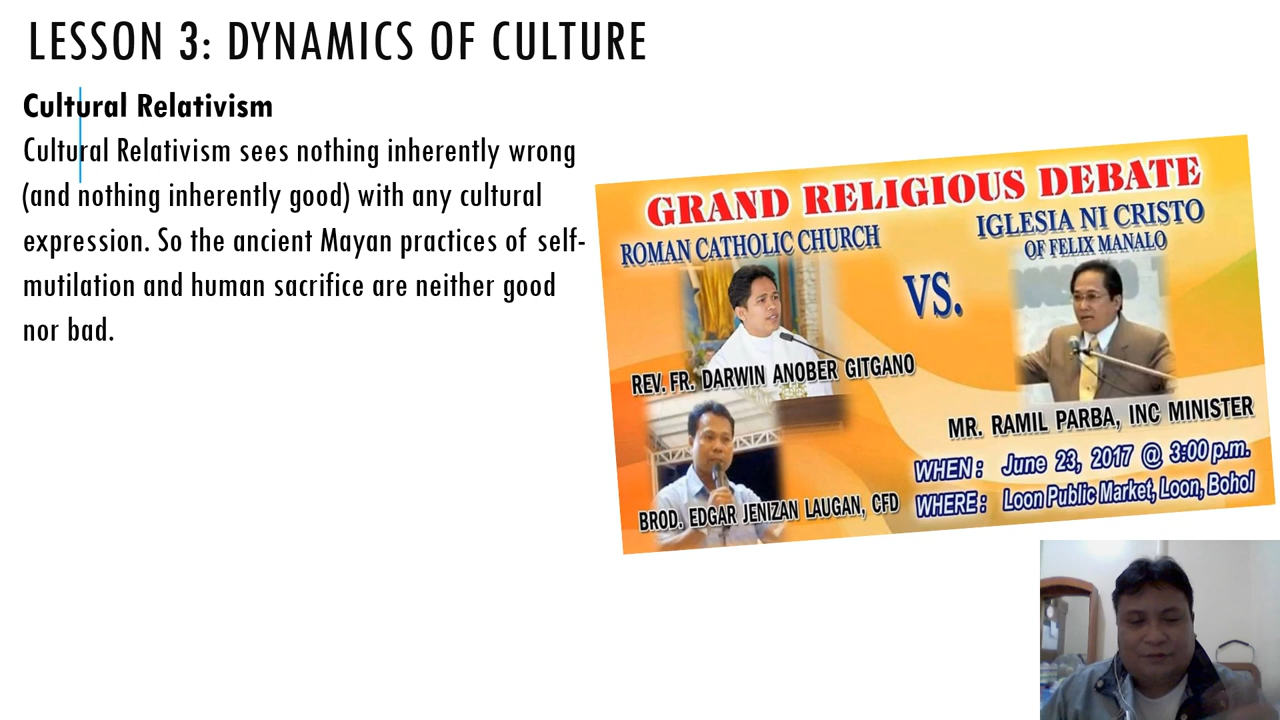 LESSON 3: DYNAMICS OF CULTURE
Cultural Relativism
Cultural Relativism sees nothing inherently wrong
(and nothing inherently good) with any cultural
expression. So the ancient Mayan practices of self-
mutilation and human sacrifice are neither good
nor bad.
GRAND RELIGIOUS DEBATE
ROMAN CATHOLIC CHURCH
VS.
IGLESIA NI CRISTO
OF FELIX MANALO
REV. FR. DARWIN ANOBER GITGANO
BROD. EDGAR JENIZAN LAUGAN, CFD
MR. RAMIL PARBA, INC MINISTER
WHEN: June 23, 2017 @ 3:00 p.m.
WHERE: Loon Public Market, Loon, Bohol